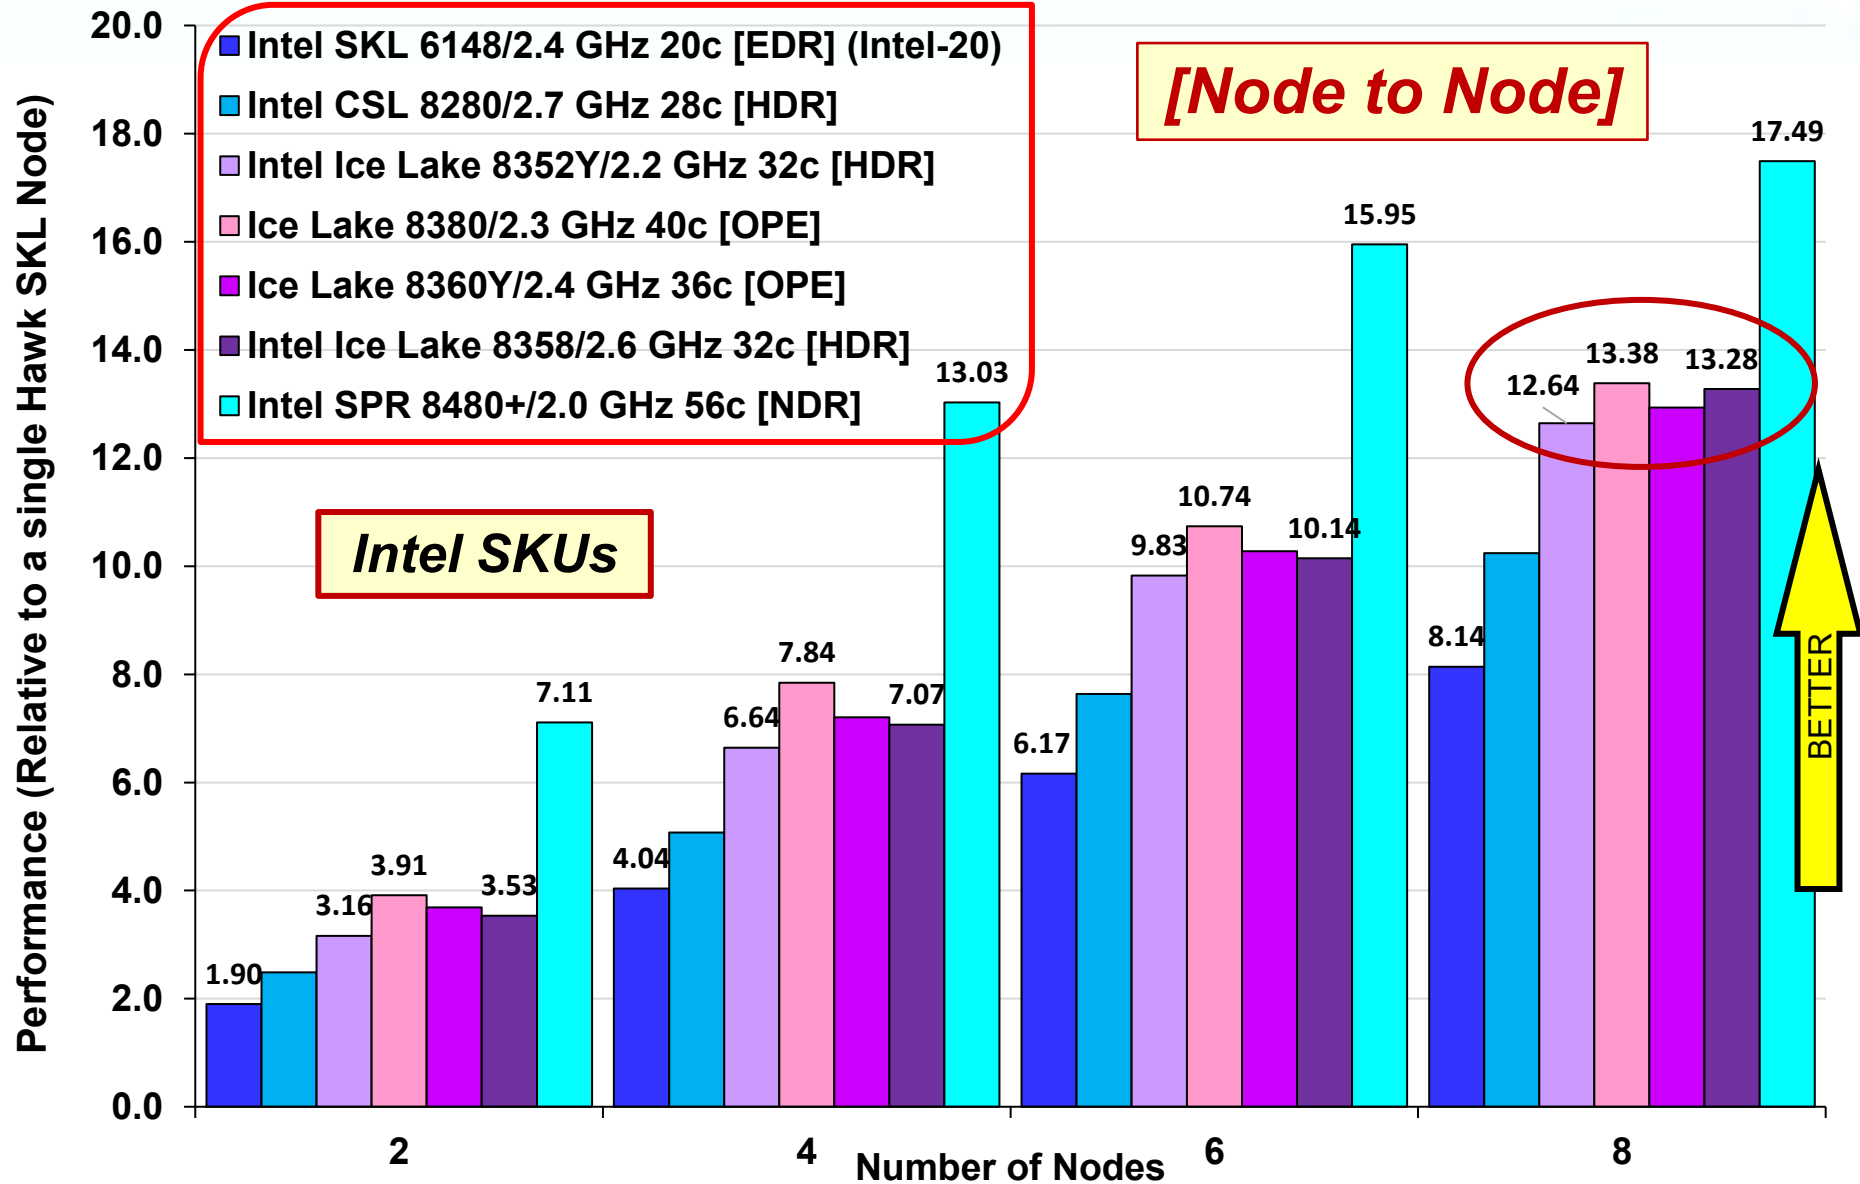 20.0
18.0
16.0
14.0
12.0
10.0
8.0
6.0
4.0
2.0
0.0
Performance (Relative to a single Hawk SKL Node)
Intel SKL 6148/2.4 GHz 20c [EDR] (Intel-20)
Intel CSL 8280/2.7 GHz 28c [HDR]
Intel Ice Lake 8352Y/2.2 GHz 32c [HDR]
Ice Lake 8380/2.3 GHz 40c [OPE]
Ice Lake 8360Y/2.4 GHz 36c [OPE]
Intel Ice Lake 8358/2.6 GHz 32c [HDR]
Intel SPR 8480+/2.0 GHz 56c [NDR]
[Node to Node]
Intel SKUs
1.90
3.16
3.91
3.53
7.11
4.04
6.64
7.84
7.07
13.03
6.17
9.83
10.74
10.14
15.95
8.14
12.64
13.38
13.28
17.49
BETTER
2
4
6
8
Number of Nodes